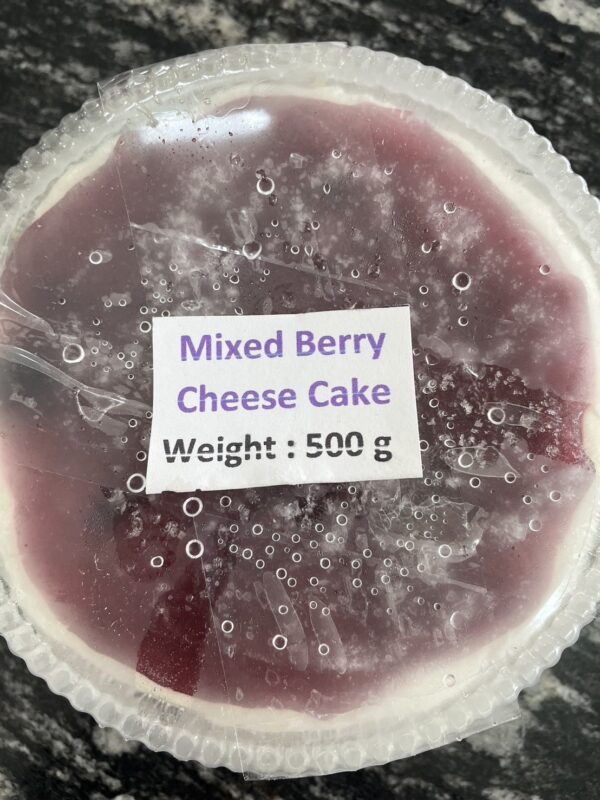 Mixed Berry
Cheese Cake
Weight : 500 g